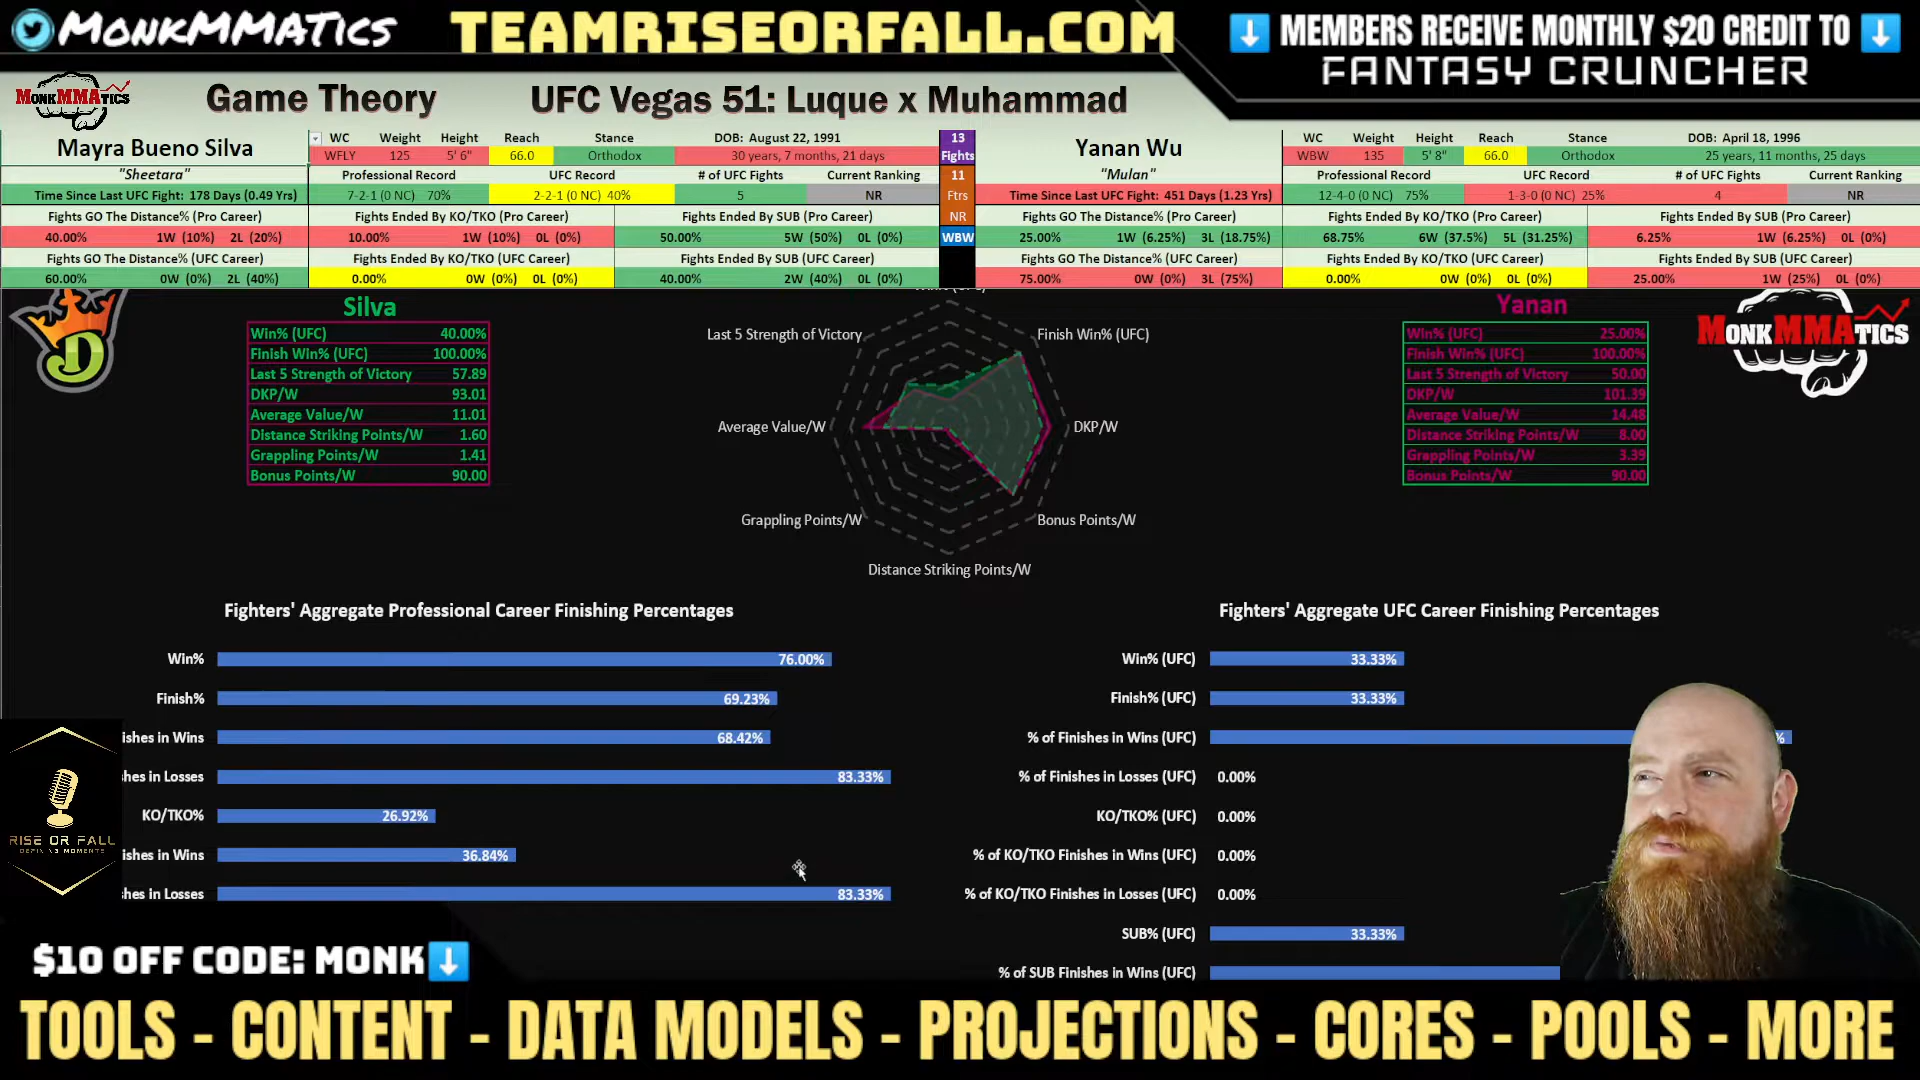 MonkMMAtics
TEAMRISEORFALL.COM
MEMBERS RECEIVE MONTHLY $20 CREDIT TO
FANTASY CRUNCHER
MonkMMAtics
Game Theory
UFC Vegas 51: Luque x Muhammad
Mayra Bueno Silva
WC Weight Height Reach Stance DOB: August 22, 1991
WFLY 125 5' 6" 66.0 Orthodox 30 years, 7 months, 21 days
"Sheetara"
Professional Record UFC Record # of UFC Fights Current Ranking
Time Since Last UFC Fight: 178 Days (0.49 Yrs) 7-2-1 (0 NC) 70% 2-2-1 (0 NC) 40% 5 NR
Fights GO The Distance% (Pro Career) Fights Ended By KO/TKO (Pro Career) Fights Ended By SUB (Pro Career)
40.00% 1W (10%) 2L (20%) 10.00% 1W (10%) 0L (0%) 50.00% 5W (50%) 0L (0%)
Fights GO The Distance% (UFC Career) Fights Ended By KO/TKO (UFC Career) Fights Ended By SUB (UFC Career)
60.00% 0W (0%) 2L (40%) 0.00% 0W (0%) 0L (0%) 40.00% 2W (40%) 0L (0%)
13
Fights
11
Ftrs
NR
WBW
Yanan Wu
WC Weight Height Reach Stance DOB: April 18, 1996
WBW 135 5' 8" 66.0 Orthodox 25 years, 11 months, 25 days
"Mulan"
Professional Record UFC Record # of UFC Fights Current Ranking
Time Since Last UFC Fight: 451 Days (1.23 Yrs) 12-4-0 (0 NC) 75% 1-3-0 (0 NC) 25% 4 NR
Fights GO The Distance% (Pro Career) Fights Ended By KO/TKO (Pro Career) Fights Ended By SUB (Pro Career)
25.00% 1W (6.25%) 3L (18.75%) 68.75% 6W (37.5%) 5L (31.25%) 6.25% 1W (6.25%) 0L (0%)
Fights GO The Distance% (UFC Career) Fights Ended By KO/TKO (UFC Career) Fights Ended By SUB (UFC Career)
75.00% 0W (0%) 3L (75%) 0.00% 0W (0%) 0L (0%) 25.00% 1W (25%) 0L (0%)
D
Silva
Win% (UFC) 40.00%
Finish Win% (UFC) 100.00%
Last 5 Strength of Victory 57.89
DKP/W 93.01
Average Value/W 11.01
Distance Striking Points/W 1.60
Grappling Points/W 1.41
Bonus Points/W 90.00
Last 5 Strength of Victory
Finish Win% (UFC)
Average Value/W
DKP/W
Grappling Points/W
Bonus Points/W
Distance Striking Points/W
Yanan
Win% (UFC) 25.00%
Finish Win% (UFC) 100.00%
Last 5 Strength of Victory 50.00
DKP/W 101.39
Average Value/W 14.48
Distance Striking Points/W 8.00
Grappling Points/W 3.39
Bonus Points/W 90.00
MonkMMAtics
Fighters' Aggregate Professional Career Finishing Percentages
Win% 76.00%
Finish% 69.23%
ishes in Wins 68.42%
hes in Losses 83.33%
KO/TKO% 26.92%
ishes in Wins 36.84%
hes in Losses 83.33%
RISE OR FALL
Fighters' Aggregate UFC Career Finishing Percentages
Win% (UFC) 33.33%
Finish% (UFC) 33.33%
% of Finishes in Wins (UFC) %
% of Finishes in Losses (UFC) 0.00%
KO/TKO% (UFC) 0.00%
% of KO/TKO Finishes in Wins (UFC) 0.00%
% of KO/TKO Finishes in Losses (UFC) 0.00%
SUB% (UFC) 33.33%
% of SUB Finishes in Wins (UFC)
$10 OFF CODE: MONK
TOOLS - CONTENT - DATA MODELS - PROJECTIONS - CORES - POOLS - MORE